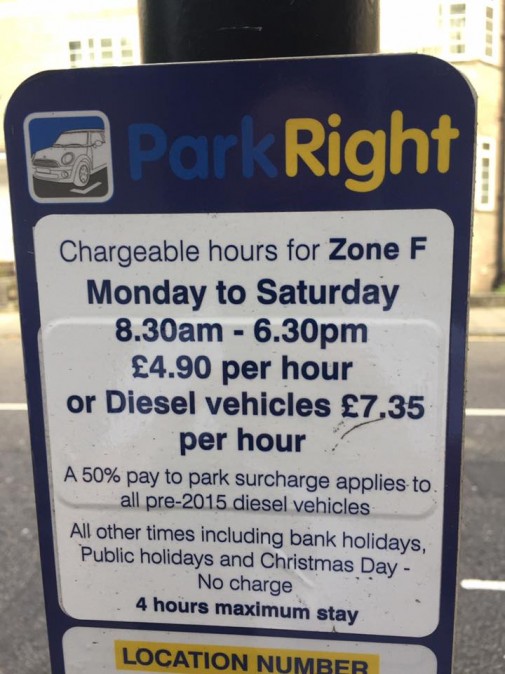 ParkRight
Chargeable hours for Zone F
Monday to Saturday
8.30am - 6.30pm
£4.90 per hour
or Diesel vehicles £7.35
per hour
A 50% pay to park surcharge applies to
all pre-2015 diesel vehicles
All other times including bank holidays,
Public holidays and Christmas Day -
No charge
4 hours maximum stay
LOCATION NUMBER